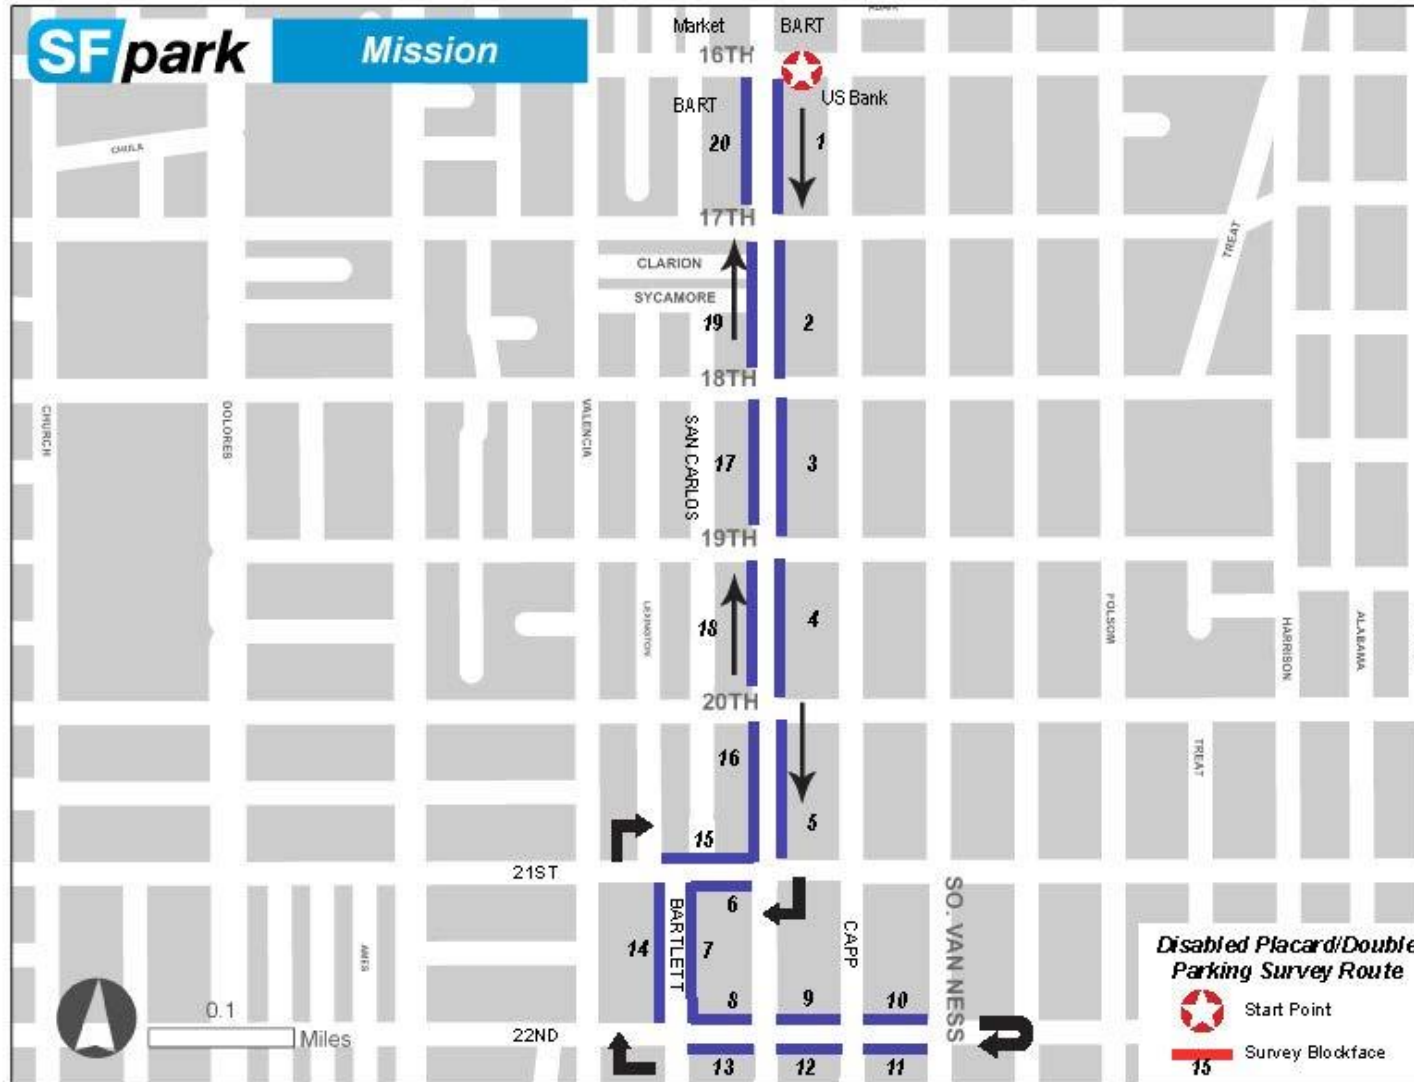 SFpark
Mission
Market
BART
16TH
BART
US Bank
20
1
CHULA
17TH
TREAT
CLARION
SYCAMORE
19
2
18TH
CHURCH
DOLORES
VALENCIA
SAN CARLOS
17
3
19TH
LEXINGTON
18
4
FOLSOM
HARRISON
ALABAMA
20TH
16
5
TREAT
15
21ST
6
BARTLETT
14
7
CAPP
SO. VAN NESS
AMES
8
9
10
22ND
13
12
11
0.1
Miles
Disabled Placard/Double
Parking Survey Route
Start Point
Survey Blockface
15